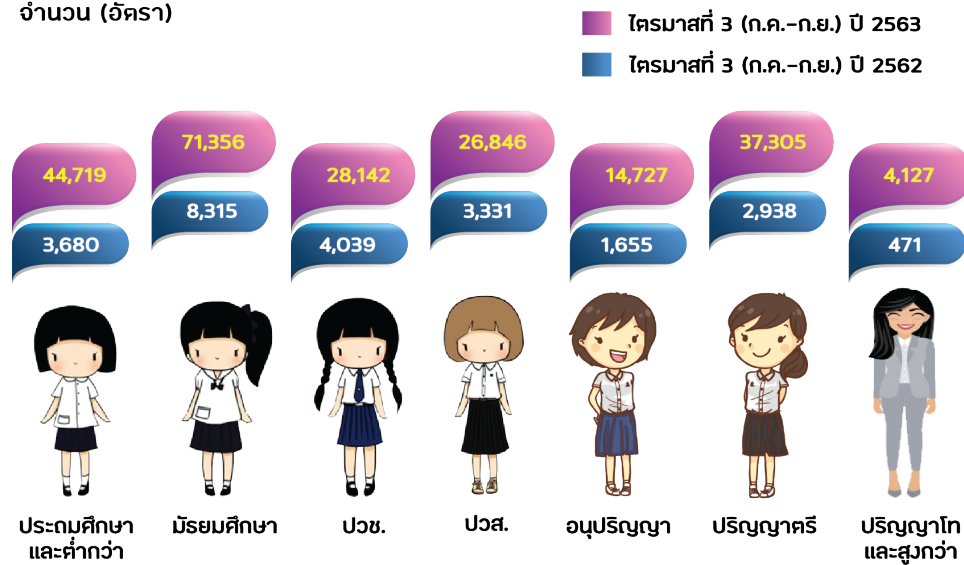 จำนวน (อัตรา)
ไตรมาสที่ 3 (ก.ค.-ก.ย.) ปี 2563
ไตรมาสที่ 3 (ก.ค.-ก.ย.) ปี 2562
44,719
71,356
28,142
26,846
14,727
37,305
4,127
3,680
8,315
4,039
3,331
1,655
2,938
471
ประถมศึกษา
และต่ำกว่า
มัธยมศึกษา
ปวช.
ปวส.
อนุปริญญา
ปริญญาตรี
ปริญญาโท
และสูงกว่า